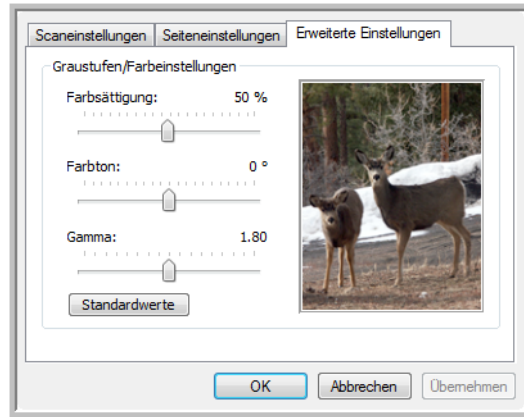 Scaneinstellungen Seiteneinstellungen Erweiterte Einstellungen
Graustufen/Farbeinstellungen
Farbsättigung: 50 %
Farbton: 0 °
Gamma: 1.80
Standardwerte
OK Abbrechen Übernehmen